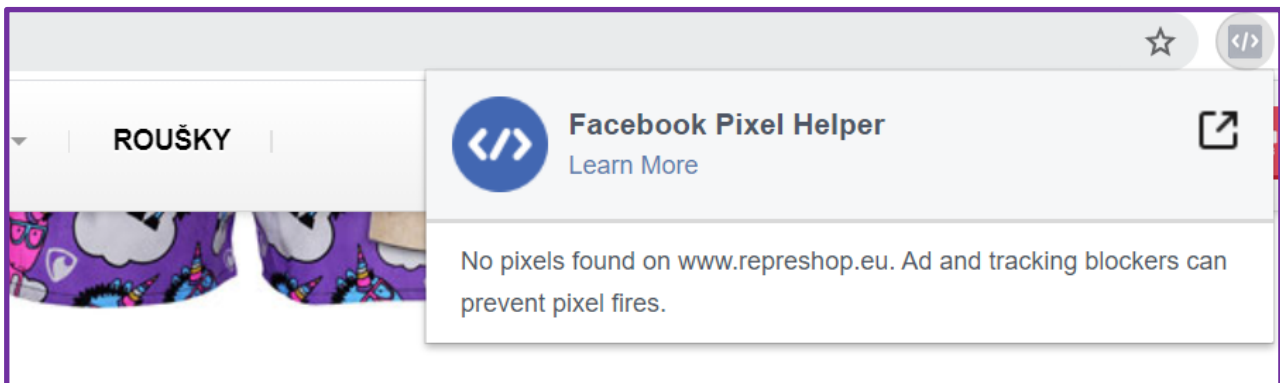 </>
ROUŠKY
</>
Facebook Pixel Helper
Learn More
No pixels found on www.represhop.eu. Ad and tracking blockers can
prevent pixel fires.